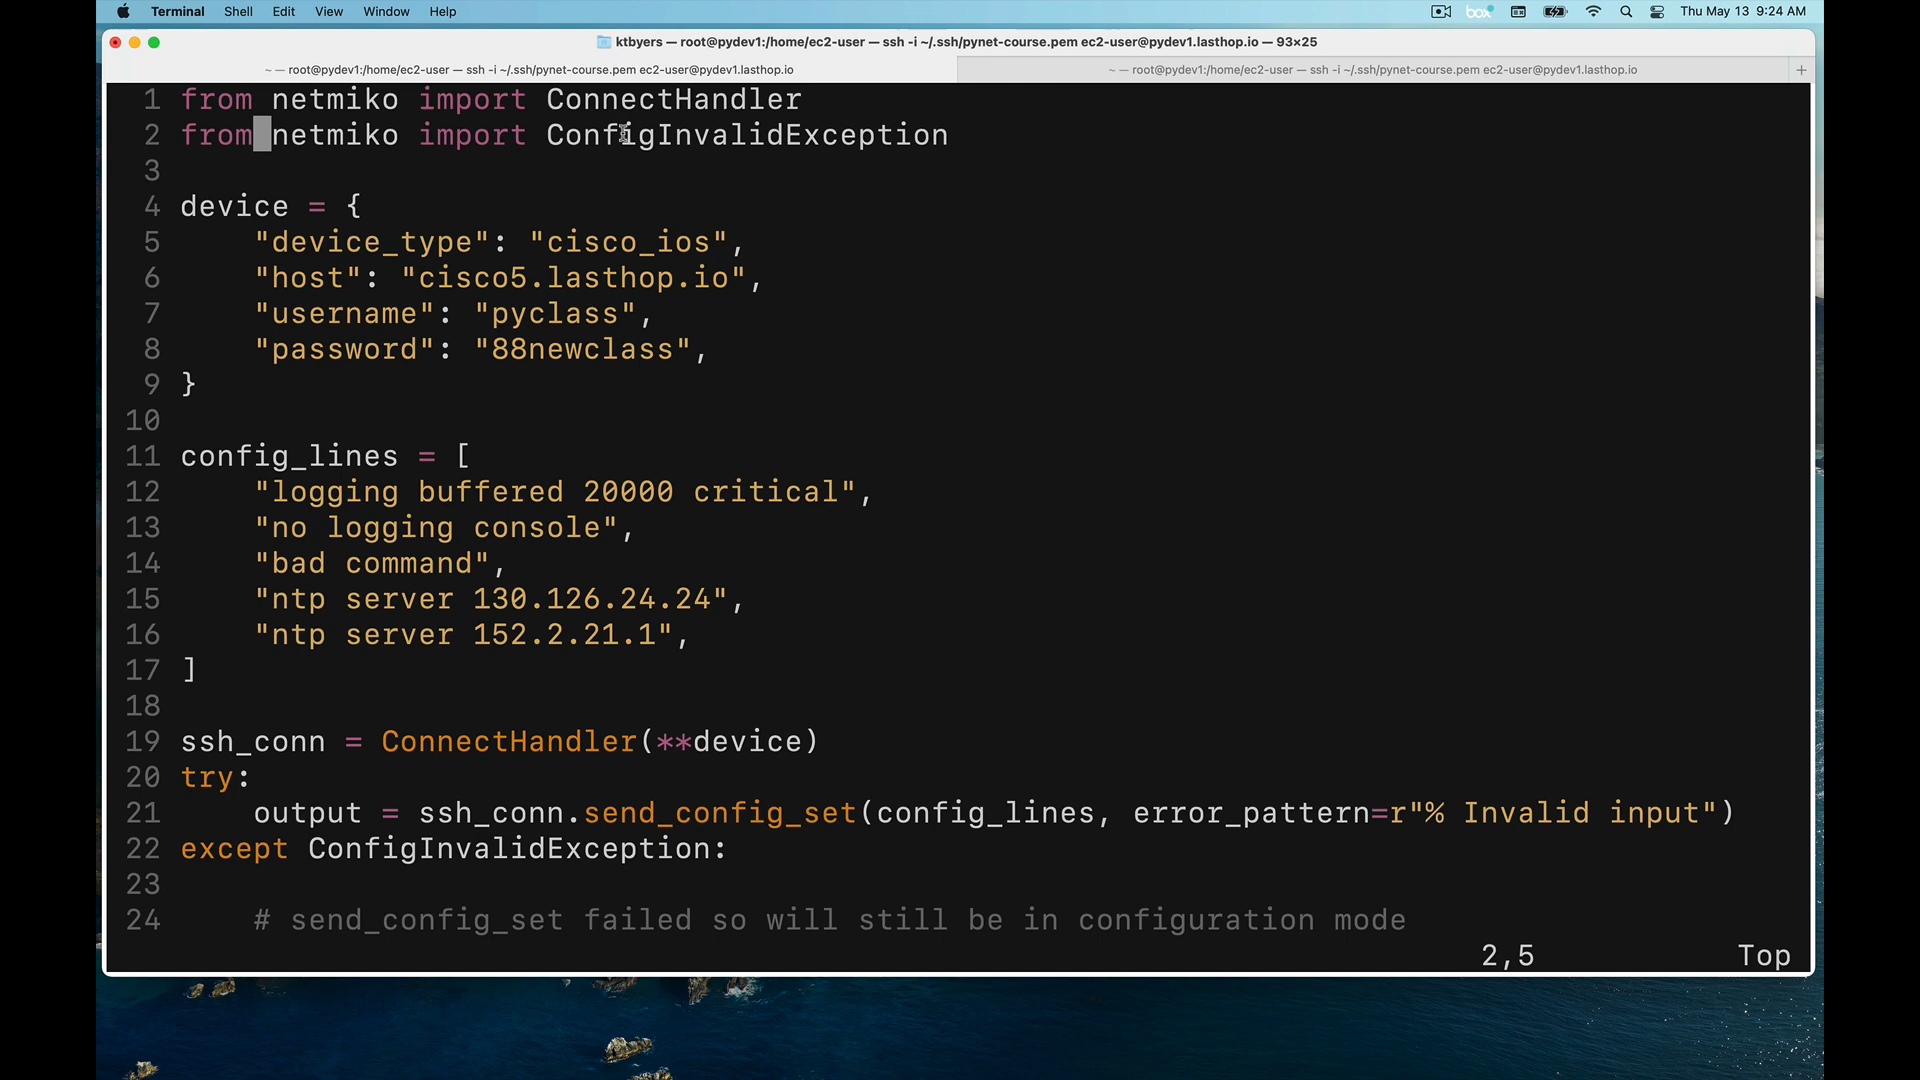 Terminal Shell Edit View Window Help box Thu May 13 9:24 AM
ktbyers — root@pydev1:/home/ec2-user — ssh -i ~/.ssh/pynet-course.pem ec2-user@pydev1.lasthop.io — 93×25
~ — root@pydev1:/home/ec2-user — ssh -i ~/.ssh/pynet-course.pem ec2-user@pydev1.lasthop.io ~ — root@pydev1:/home/ec2-user — ssh -i ~/.ssh/pynet-course.pem ec2-user@pydev1.lasthop.io +
1 from netmiko import ConnectHandler
2 from netmiko import ConfigInvalidException
3
4 device = {
5     "device_type": "cisco_ios",
6     "host": "cisco5.lasthop.io",
7     "username": "pyclass",
8     "password": "88newclass",
9 }
10
11 config_lines = [
12     "logging buffered 20000 critical",
13     "no logging console",
14     "bad command",
15     "ntp server 130.126.24.24",
16     "ntp server 152.2.21.1",
17 ]
18
19 ssh_conn = ConnectHandler(**device)
20 try:
21     output = ssh_conn.send_config_set(config_lines, error_pattern=r"% Invalid input")
22 except ConfigInvalidException:
23
24     # send_config_set failed so will still be in configuration mode
2,5 Top